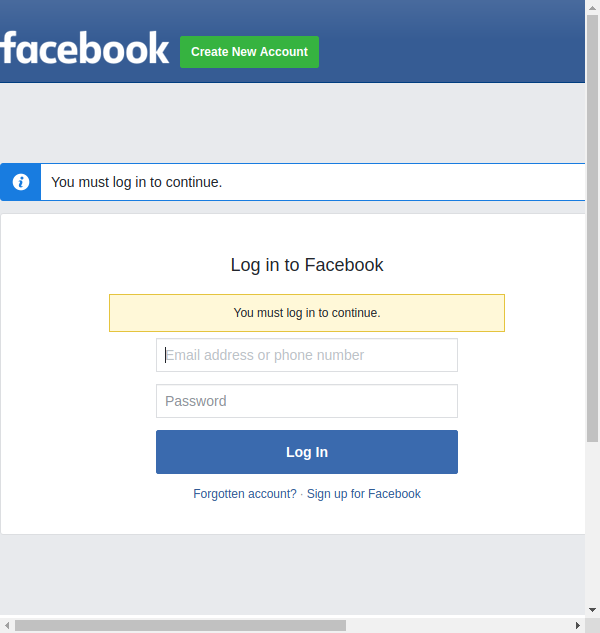 facebook Create New Account
You must log in to continue.
Log in to Facebook
You must log in to continue.
Email address or phone number
Password
Log In
Forgotten account? · Sign up for Facebook